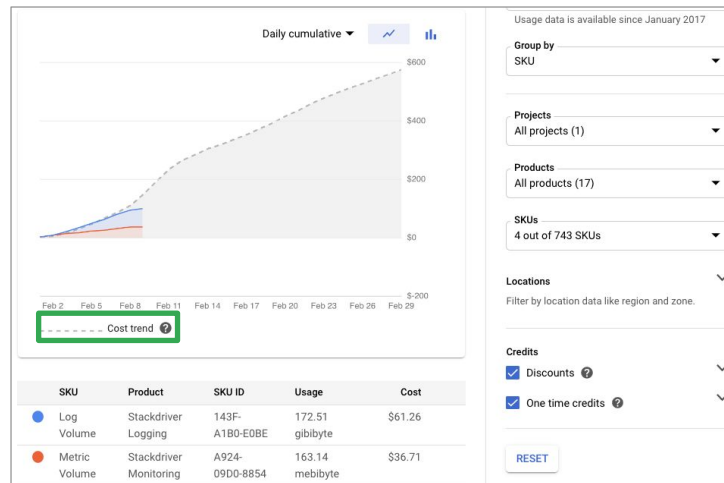 Daily cumulative
$600
$400
$200
$0
$-200
Feb 2 Feb 5 Feb 8 Feb 11 Feb 14 Feb 17 Feb 20 Feb 23 Feb 26 Feb 29
Cost trend ?
SKU Product SKU ID Usage Cost
Log Stackdriver 143F- 172.51 $61.26
Volume Logging A1B0-E0BE gibibyte
Metric Stackdriver A924- 163.14 $36.71
Volume Monitoring 09D0-8854 mebibyte
Usage data is available since January 2017
Group by
SKU
Projects
All projects (1)
Products
All products (17)
SKUs
4 out of 743 SKUs
Locations
Filter by location data like region and zone.
Credits
Discounts ?
One time credits ?
RESET